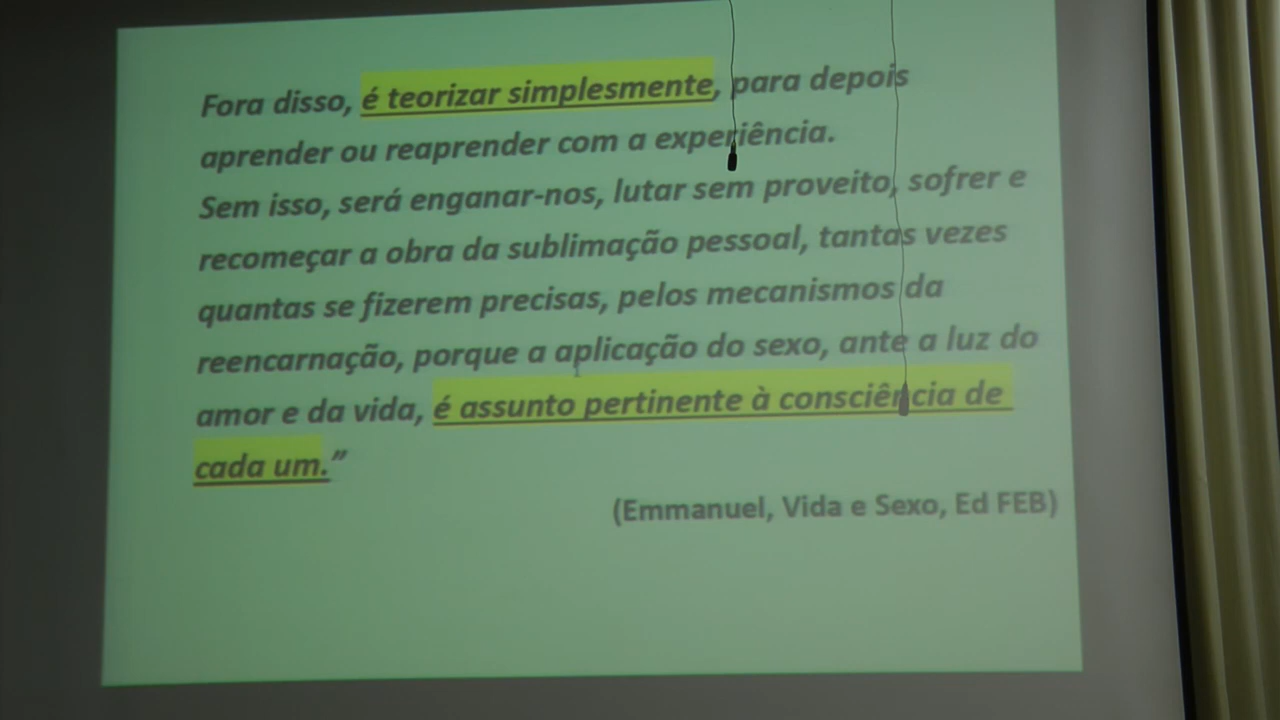 Fora disso, é teorizar simplesmente, para depois
aprender ou reaprender com a experiência.
Sem isso, será enganar-nos, lutar sem proveito, sofrer e
recomeçar a obra da sublimação pessoal, tantas vezes
quantas se fizerem precisas, pelos mecanismos da
reencarnação, porque a aplicação do sexo, ante a luz do
amor e da vida, é assunto pertinente à consciência de
cada um.”
(Emmanuel, Vida e Sexo, Ed FEB)